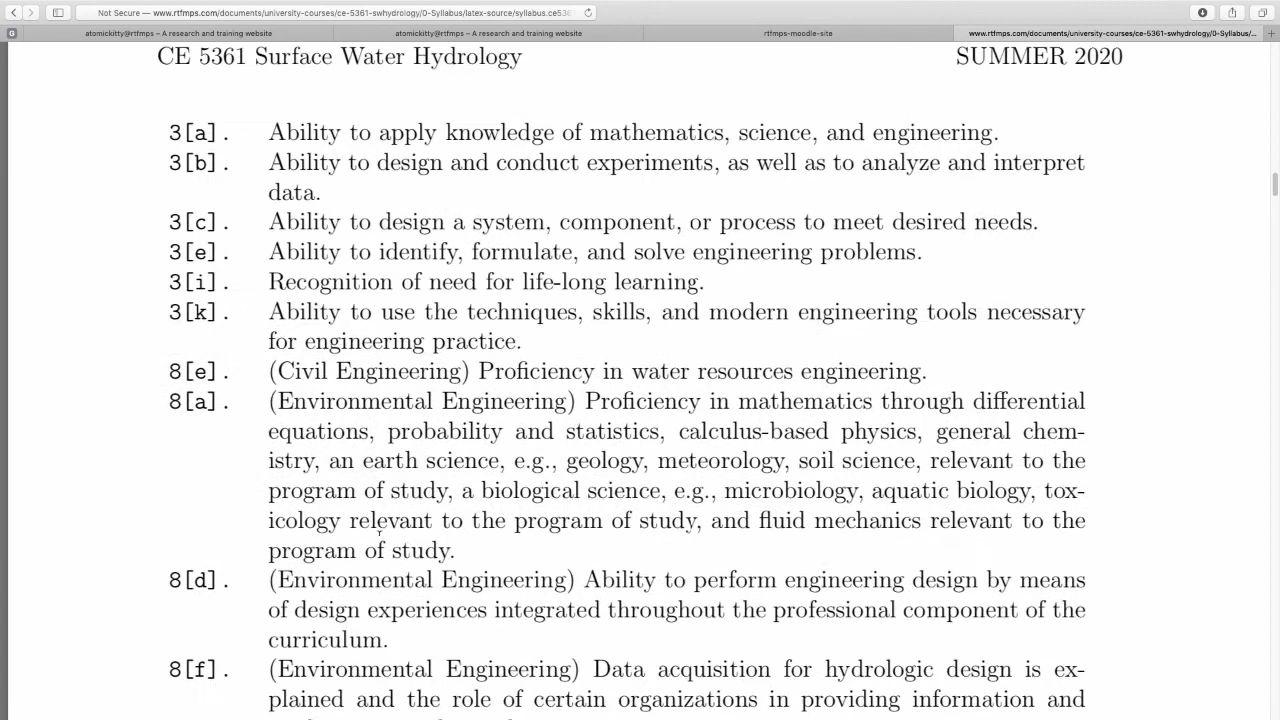 Not Secure — www.rtfmps.com/documents/university-courses/ce-5361-swhydrology/0-Syllabus/latex-source/syllabus.ce536
G
atomickitty@rtfmps – A research and training website
atomickitty@rtfmps – A research and training website
rtfmps-moodle-site
www.rtfmps.com/documents/university-courses/ce-5361-swhydrology/0-Syllabus/...
CE 5361 Surface Water Hydrology SUMMER 2020
3[a]. Ability to apply knowledge of mathematics, science, and engineering.
3[b]. Ability to design and conduct experiments, as well as to analyze and interpret
data.
3[c]. Ability to design a system, component, or process to meet desired needs.
3[e]. Ability to identify, formulate, and solve engineering problems.
3[i]. Recognition of need for life-long learning.
3[k]. Ability to use the techniques, skills, and modern engineering tools necessary
for engineering practice.
8[e]. (Civil Engineering) Proficiency in water resources engineering.
8[a]. (Environmental Engineering) Proficiency in mathematics through differential
equations, probability and statistics, calculus-based physics, general chem-
istry, an earth science, e.g., geology, meteorology, soil science, relevant to the
program of study, a biological science, e.g., microbiology, aquatic biology, tox-
icology relevant to the program of study, and fluid mechanics relevant to the
program of study.
8[d]. (Environmental Engineering) Ability to perform engineering design by means
of design experiences integrated throughout the professional component of the
curriculum.
8[f]. (Environmental Engineering) Data acquisition for hydrologic design is ex-
plained and the role of certain organizations in providing information and